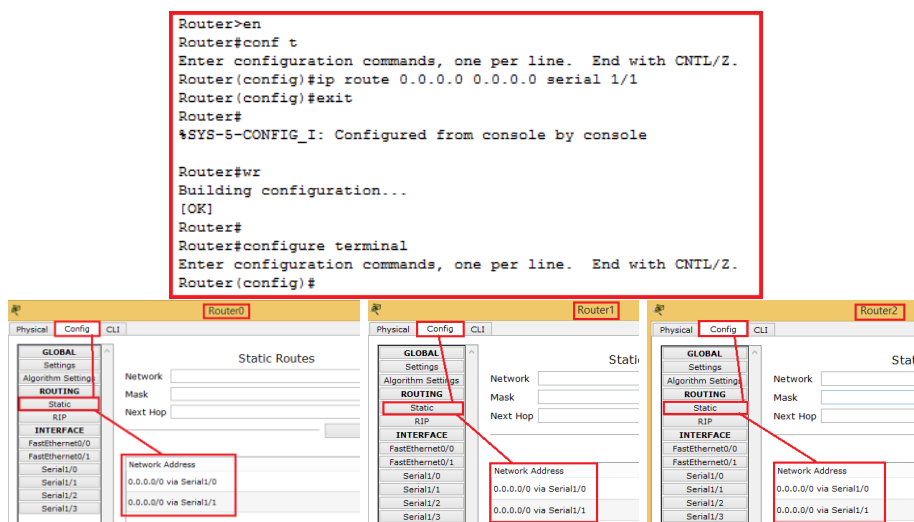 Router>en
Router#conf t
Enter configuration commands, one per line.  End with CNTL/Z.
Router(config)#ip route 0.0.0.0 0.0.0.0 serial 1/1
Router(config)#exit
Router#
%SYS-5-CONFIG_I: Configured from console by console
Router#wr
Building configuration...
[OK]
Router#
Router#configure terminal
Enter configuration commands, one per line.  End with CNTL/Z.
Router(config)#
Router0
Physical Config CLI
GLOBAL
Settings
Algorithm Settings
ROUTING
Static
RIP
INTERFACE
FastEthernet0/0
FastEthernet0/1
Serial1/0
Serial1/1
Serial1/2
Serial1/3
Static Routes
Network
Mask
Next Hop
Network Address
0.0.0.0/0 via Serial1/0
0.0.0.0/0 via Serial1/1
Router1
Physical Config CLI
GLOBAL
Settings
Algorithm Settings
ROUTING
Static
RIP
INTERFACE
FastEthernet0/0
FastEthernet0/1
Serial1/0
Serial1/1
Serial1/2
Serial1/3
Stati
Network
Mask
Next Hop
Network Address
0.0.0.0/0 via Serial1/0
0.0.0.0/0 via Serial1/1
Router2
Physical Config CLI
GLOBAL
Settings
Algorithm Settings
ROUTING
Static
RIP
INTERFACE
FastEthernet0/0
FastEthernet0/1
Serial1/0
Serial1/1
Serial1/2
Serial1/3
Stat
Network
Mask
Next Hop
Network Address
0.0.0.0/0 via Serial1/0
0.0.0.0/0 via Serial1/1